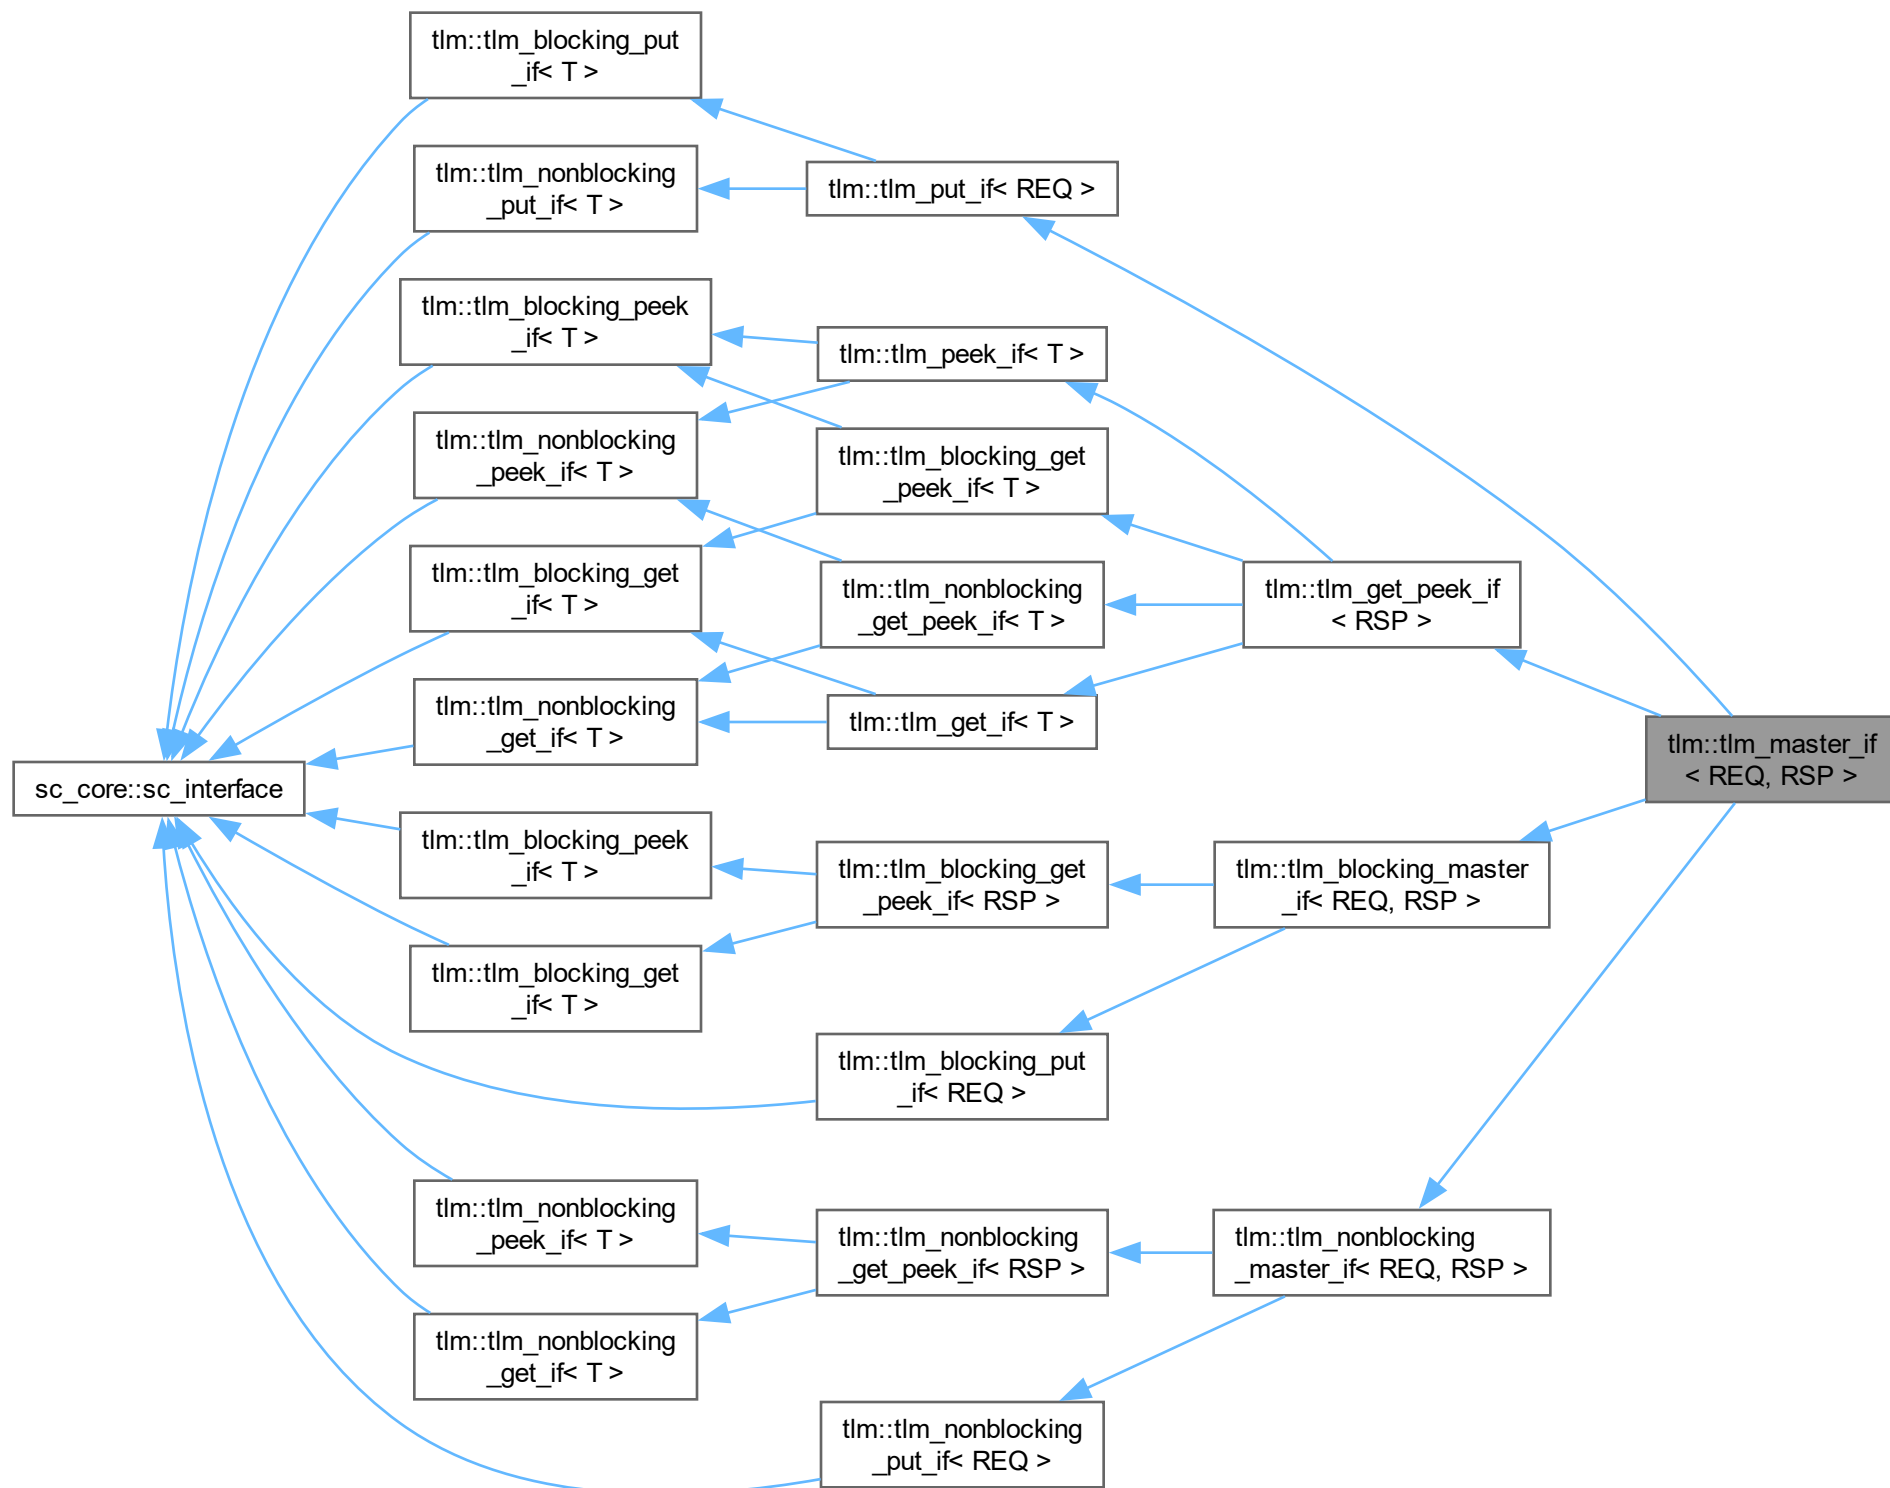 tlm::tlm_blocking_put
_if< T >
tlm::tlm_nonblocking
_put_if< T >
tlm::tlm_put_if< REQ >
tlm::tlm_blocking_peek
_if< T >
tlm::tlm_peek_if< T >
tlm::tlm_nonblocking
_peek_if< T >
tlm::tlm_blocking_get
_peek_if< T >
tlm::tlm_blocking_get
_if< T >
tlm::tlm_nonblocking
_get_peek_if< T >
tlm::tlm_get_peek_if
< RSP >
tlm::tlm_nonblocking
_get_if< T >
tlm::tlm_get_if< T >
tlm::tlm_master_if
< REQ, RSP >
sc_core::sc_interface
tlm::tlm_blocking_peek
_if< T >
tlm::tlm_blocking_get
_peek_if< RSP >
tlm::tlm_blocking_master
_if< REQ, RSP >
tlm::tlm_blocking_get
_if< T >
tlm::tlm_blocking_put
_if< REQ >
tlm::tlm_nonblocking
_peek_if< T >
tlm::tlm_nonblocking
_get_peek_if< RSP >
tlm::tlm_nonblocking
_master_if< REQ, RSP >
tlm::tlm_nonblocking
_get_if< T >
tlm::tlm_nonblocking
_put_if< REQ >